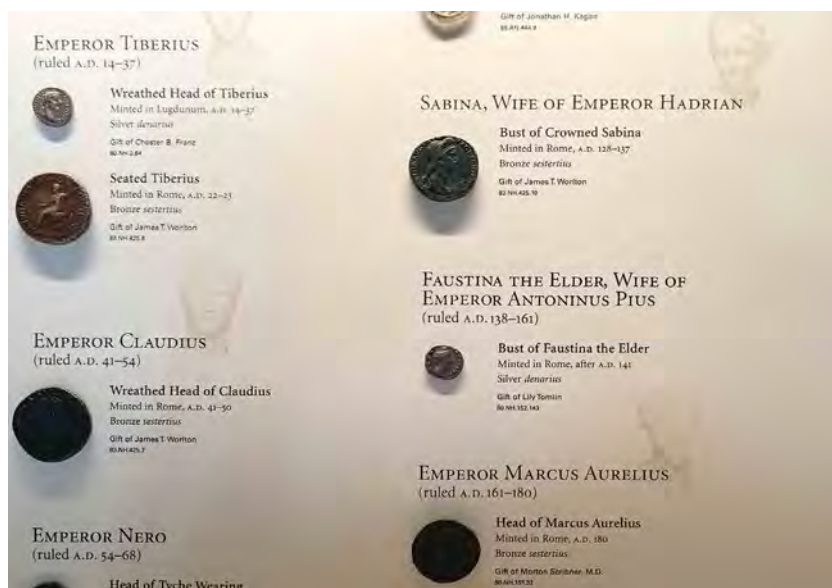 EMPEROR TIBERIUS
(ruled A.D. 14–37)
Wreathed Head of Tiberius
Minted in Lugdunum, A.D. 14–37
Silver denarius
Gift of Chester B. Franz
Seated Tiberius
Minted in Rome, A.D. 22–23
Bronze sestertius
Gift of James T. Worlton
EMPEROR CLAUDIUS
(ruled A.D. 41–54)
Wreathed Head of Claudius
Minted in Rome, A.D. 41–50
Bronze sestertius
Gift of James T. Worlton
EMPEROR NERO
(ruled A.D. 54–68)
Head of Tyche Wearing
Gift of Jonathan H. Kagan
SABINA, WIFE OF EMPEROR HADRIAN
Bust of Crowned Sabina
Minted in Rome, A.D. 128–137
Bronze sestertius
Gift of James T. Worlton
FAUSTINA THE ELDER, WIFE OF
EMPEROR ANTONINUS PIUS
(ruled A.D. 138–161)
Bust of Faustina the Elder
Minted in Rome, after A.D. 141
Silver denarius
Gift of Lily Tomlin
80.NH.152.143
EMPEROR MARCUS AURELIUS
(ruled A.D. 161–180)
Head of Marcus Aurelius
Minted in Rome, A.D. 180
Bronze sestertius
Gift of Morton Scribner, M.D.